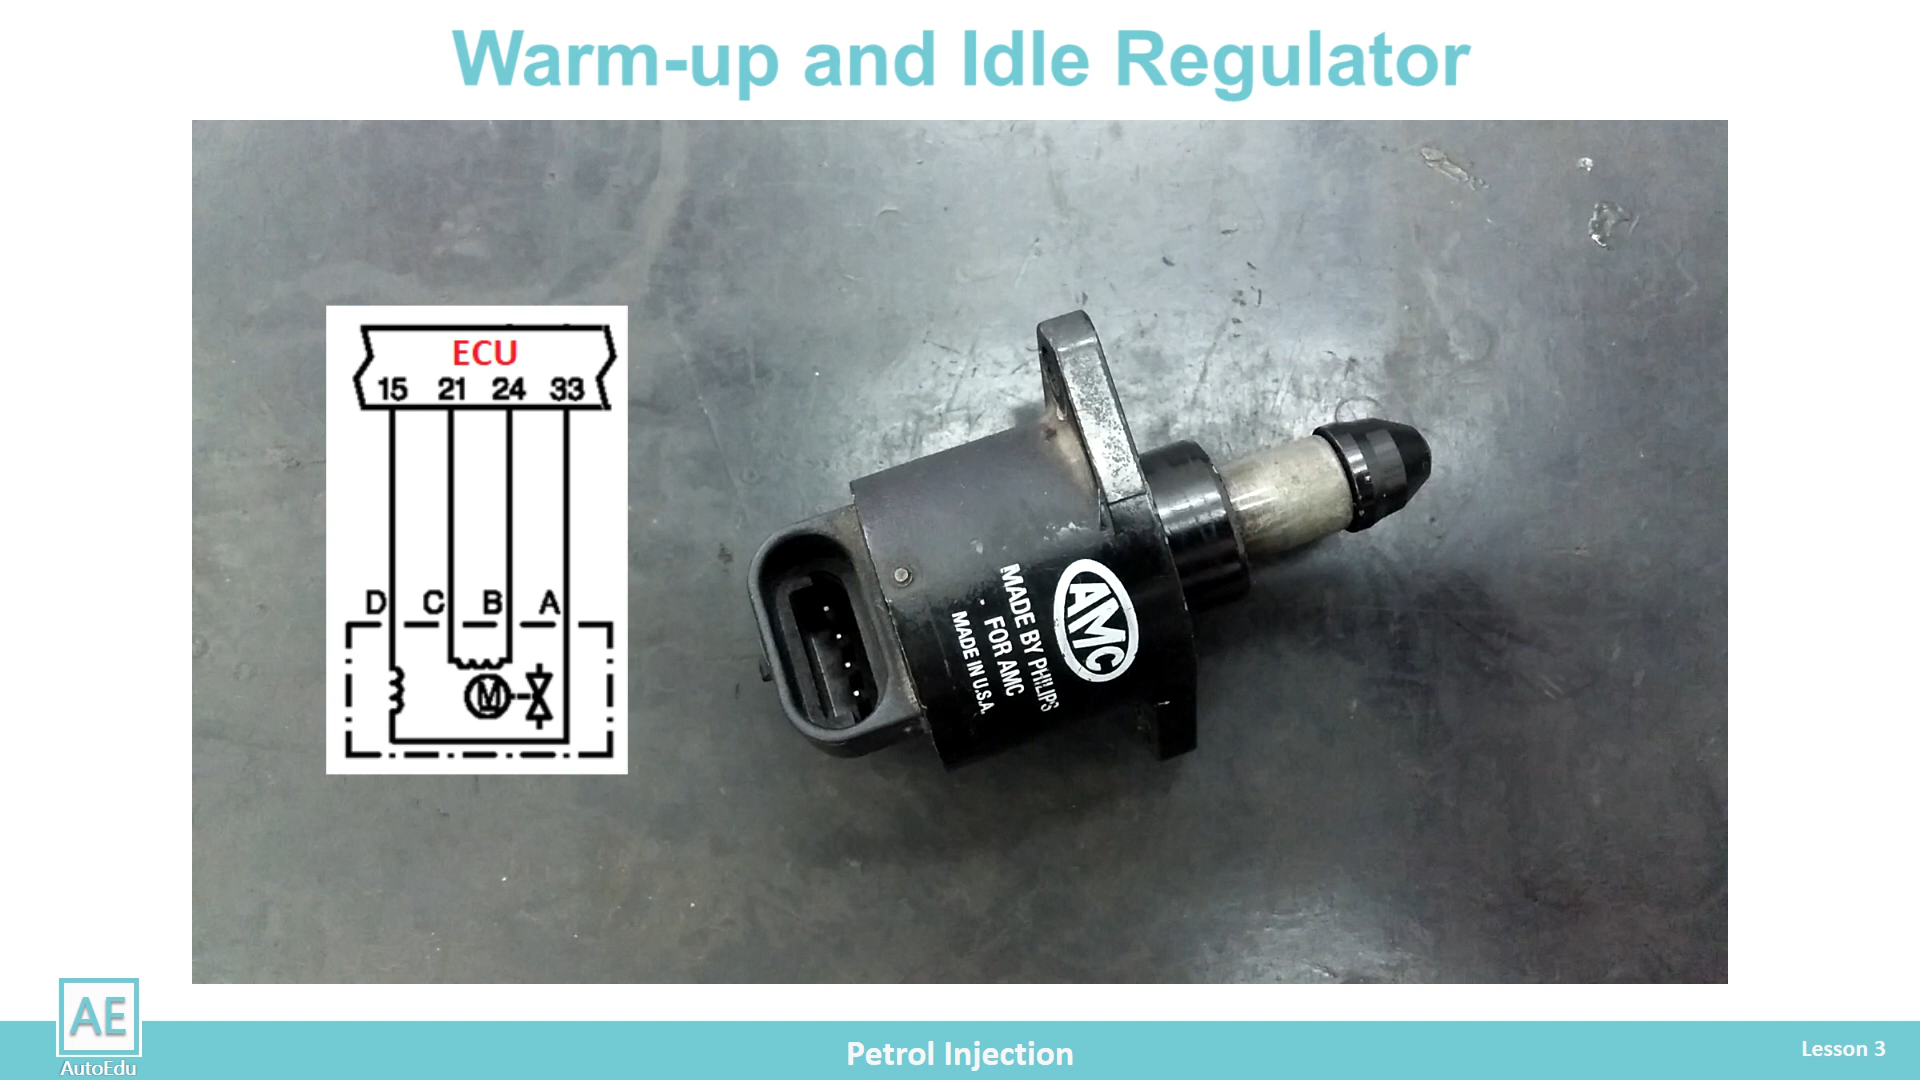 Warm-up and Idle Regulator
ECU
15 21 24 33
D C B A
M
AMC
MADE BY PHILIPS
FOR AMC
MADE IN U.S.A.
AE
AutoEdu
Petrol Injection
Lesson 3